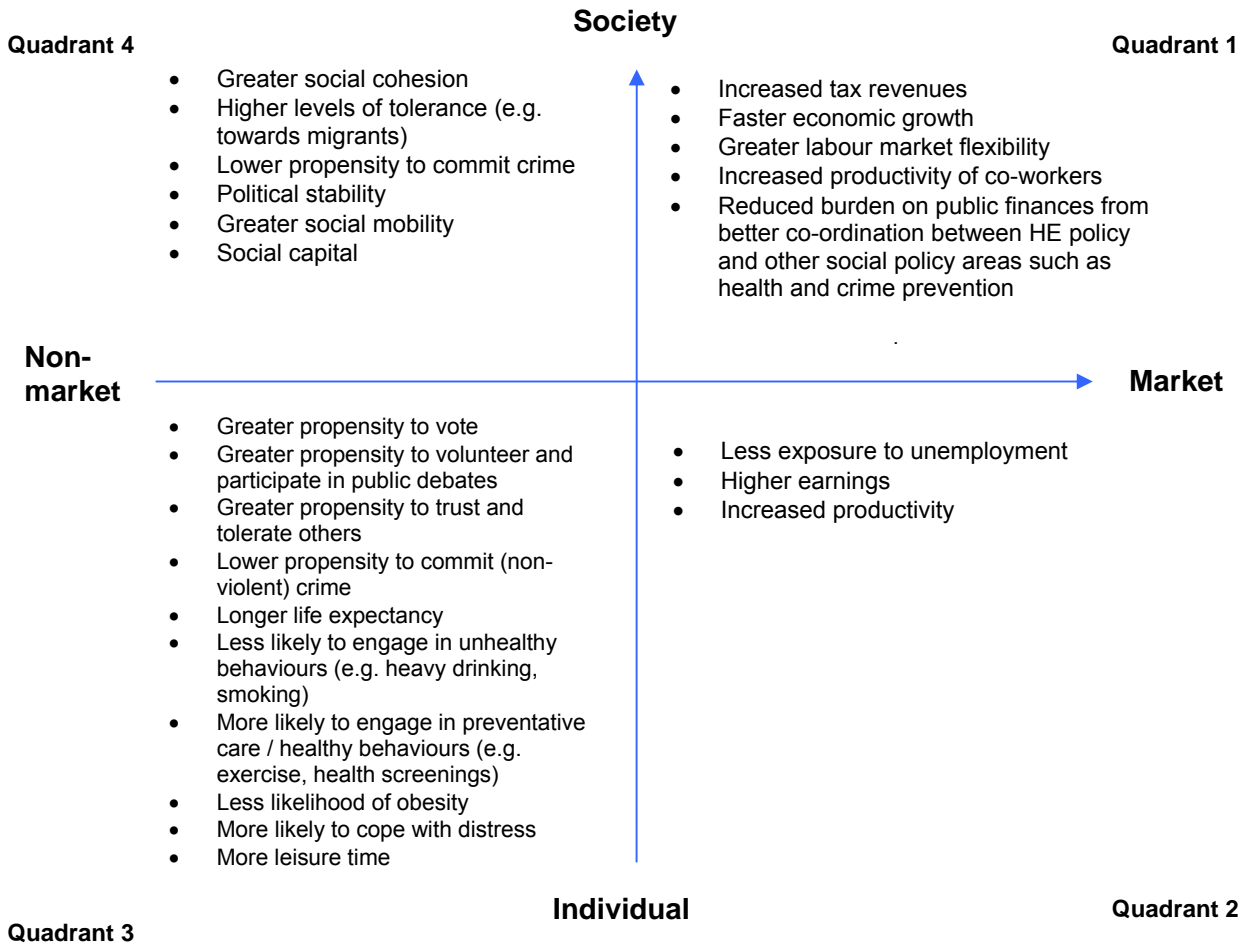 Society
Quadrant 4
Quadrant 1
• Greater social cohesion
• Higher levels of tolerance (e.g.
towards migrants)
• Lower propensity to commit crime
• Political stability
• Greater social mobility
• Social capital
• Increased tax revenues
• Faster economic growth
• Greater labour market flexibility
• Increased productivity of co-workers
• Reduced burden on public finances from
better co-ordination between HE policy
and other social policy areas such as
health and crime prevention
.
Non-
market
Market
• Greater propensity to vote
• Greater propensity to volunteer and
participate in public debates
• Greater propensity to trust and
tolerate others
• Lower propensity to commit (non-
violent) crime
• Longer life expectancy
• Less likely to engage in unhealthy
behaviours (e.g. heavy drinking,
smoking)
• More likely to engage in preventative
care / healthy behaviours (e.g.
exercise, health screenings)
• Less likelihood of obesity
• More likely to cope with distress
• More leisure time
• Less exposure to unemployment
• Higher earnings
• Increased productivity
Individual
Quadrant 2
Quadrant 3